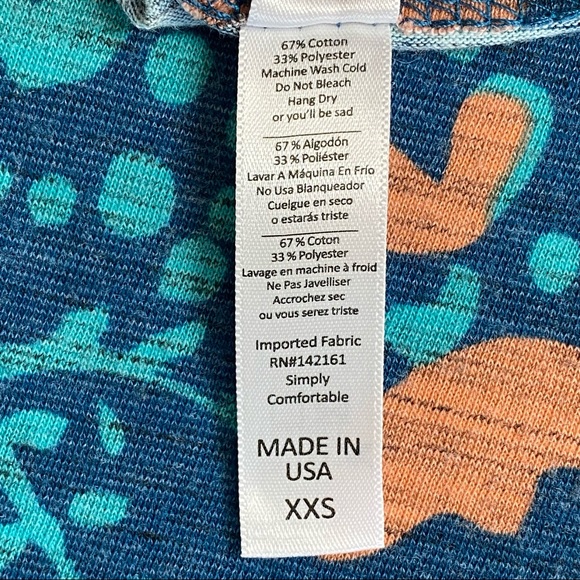 67% Cotton
33% Polyester
Machine Wash Cold
Do Not Bleach
Hang Dry
or you'll be sad
67% Algodón
33% Poliéster
Lavar A Máquina En Frío
No Usa Blanqueador
Cuelgue en seco
o estarás triste
67% Coton
33% Polyester
Lavage en machine à froid
Ne Pas Javelliser
Accrochez sec
ou vous serez triste
Imported Fabric
RN#142161
Simply
Comfortable
MADE IN
USA
XXS